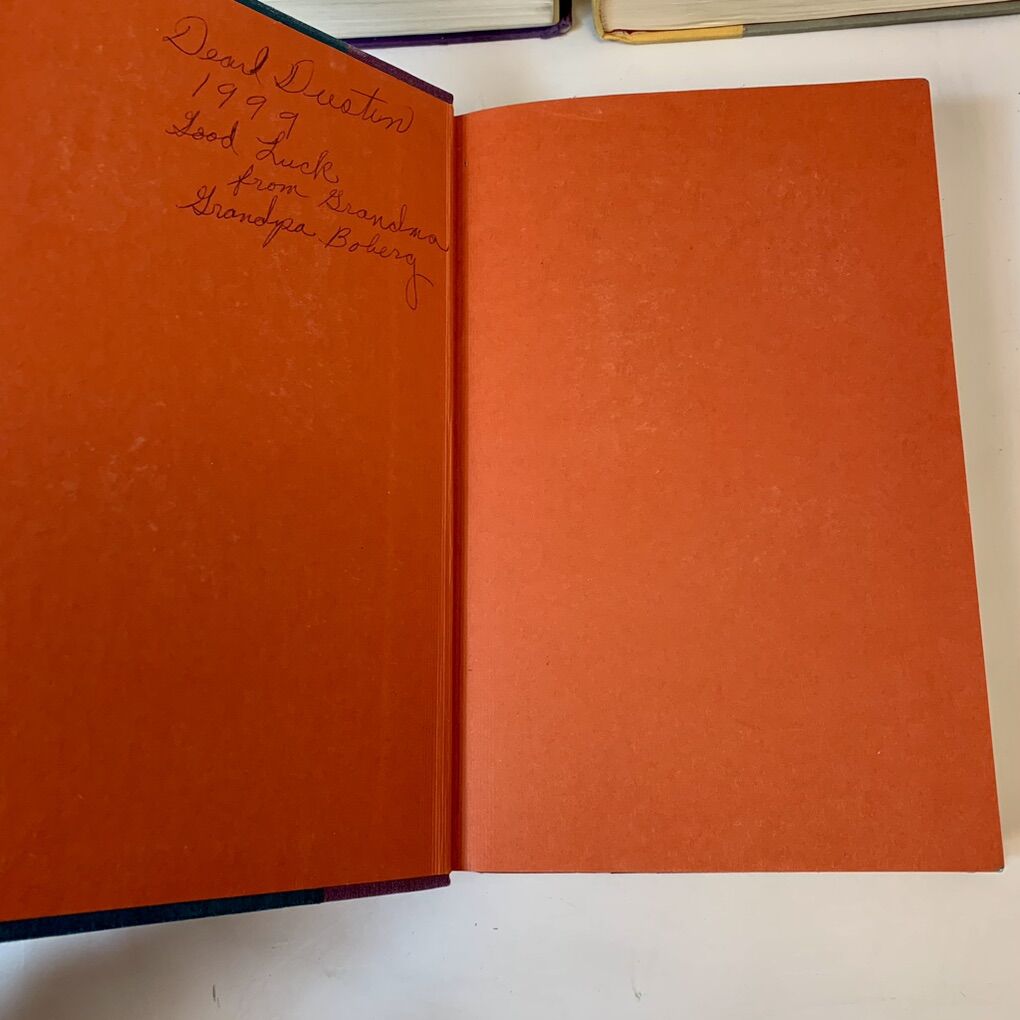 Dear Dustin
1999
Good Luck
from Grandma
Grandpa Boberg